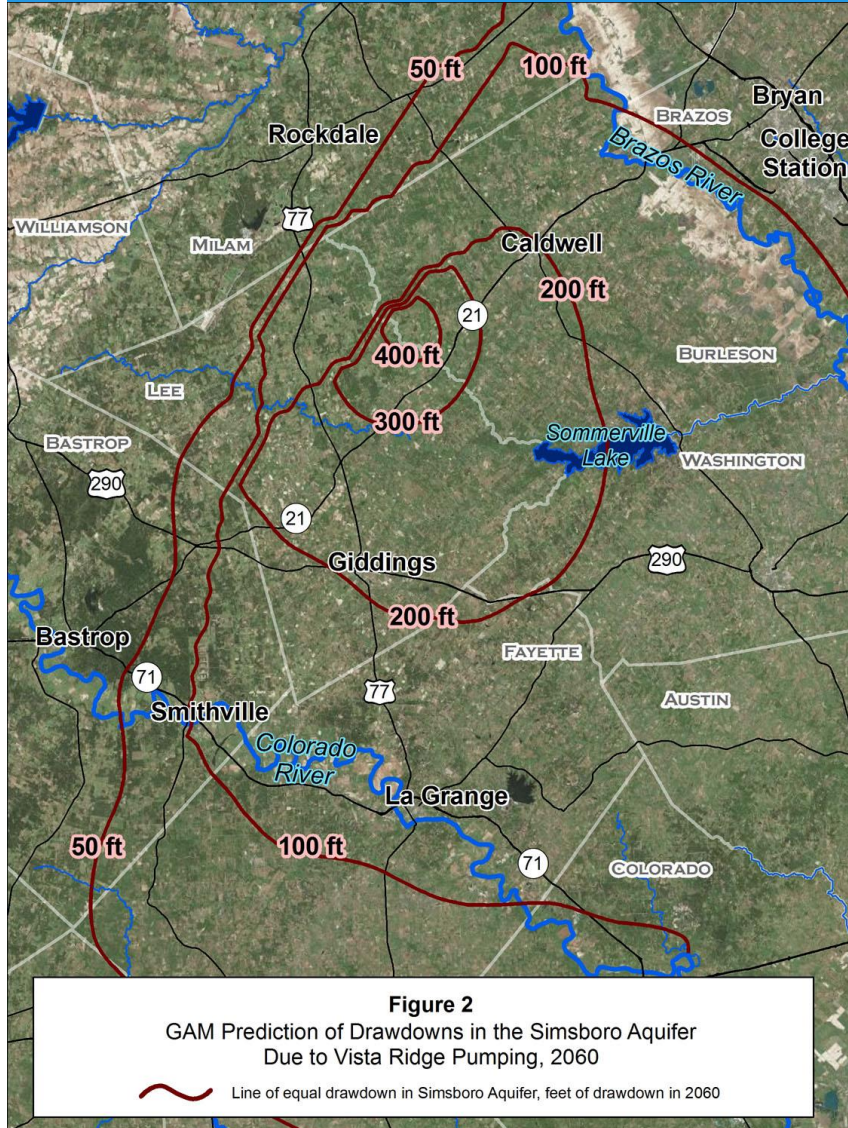 50 ft
100 ft
Bryan
BRAZOS
Rockdale
College
Station
Brazos River
77
WILLIAMSON
MILAM
Caldwell
200 ft
21
400 ft
BURLESON
LEE
300 ft
BASTROP
Sommerville
Lake
WASHINGTON
290
21
Giddings
290
200 ft
Bastrop
FAYETTE
71
77
AUSTIN
Smithville
Colorado
River
La Grange
50 ft
100 ft
71
COLORADO
Figure 2
GAM Prediction of Drawdowns in the Simsboro Aquifer
Due to Vista Ridge Pumping, 2060
Line of equal drawdown in Simsboro Aquifer, feet of drawdown in 2060